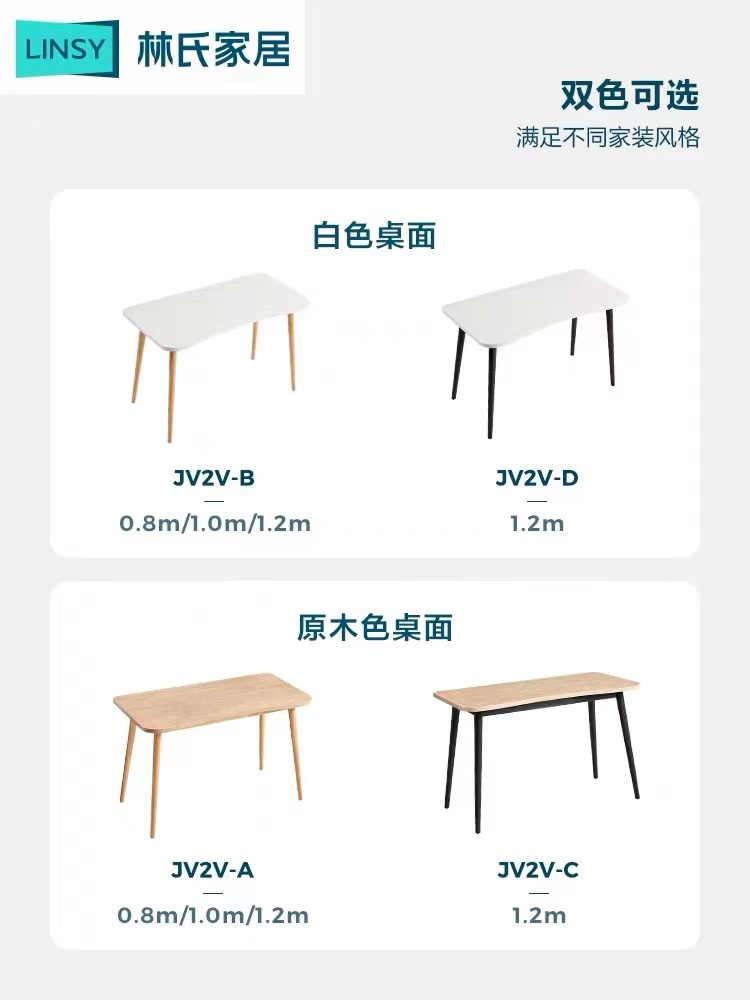 LINSY 林氏家居
双色可选
满足不同家装风格
白色桌面
JV2V-B
0.8m/1.0m/1.2m
JV2V-D
1.2m
原木色桌面
JV2V-A
0.8m/1.0m/1.2m
JV2V-C
1.2m